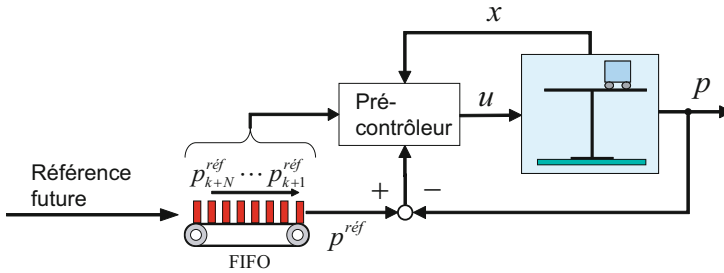 x
Pré-
contrôleur
u
p
Référence
future
p_{k+N}^{réf} ⋯ p_{k+1}^{réf}
+
−
p^{réf}
FIFO